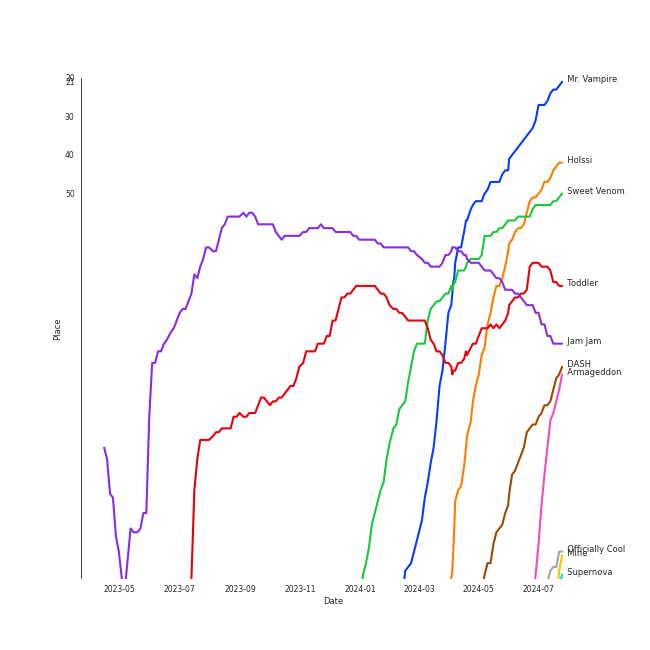 20
21
30
40
50
Place
Mr. Vampire
Holssi
Sweet Venom
Toddler
Jam Jam
DASH
Armageddon
Officially Cool
Mine
Supernova
2023-05 2023-07 2023-09 2023-11 2024-01 2024-03 2024-05 2024-07
Date